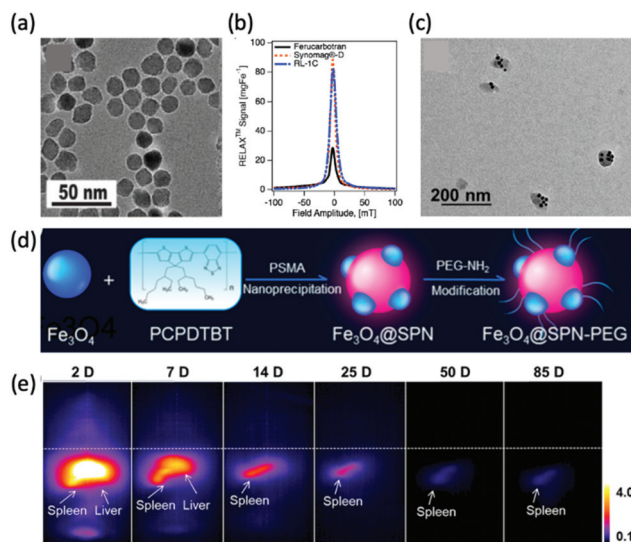 (a)
50 nm
(b)
Ferucarbotran
Synomag®-D
RL-1C
RELAX™ Signal [mgFe⁻¹]
100
80
60
40
20
0
-100
-50
0
50
100
Field Amplitude, [mT]
(c)
200 nm
(d)
Fe₃O₄
+
PCPDTBT
PSMA
Nanoprecipitation
Fe₃O₄@SPN
PEG-NH₂
Modification
Fe₃O₄@SPN-PEG
(e)
2 D
7 D
14 D
25 D
50 D
85 D
Spleen Liver
Spleen Liver
Spleen
Spleen
Spleen
Spleen
4.0
0.1